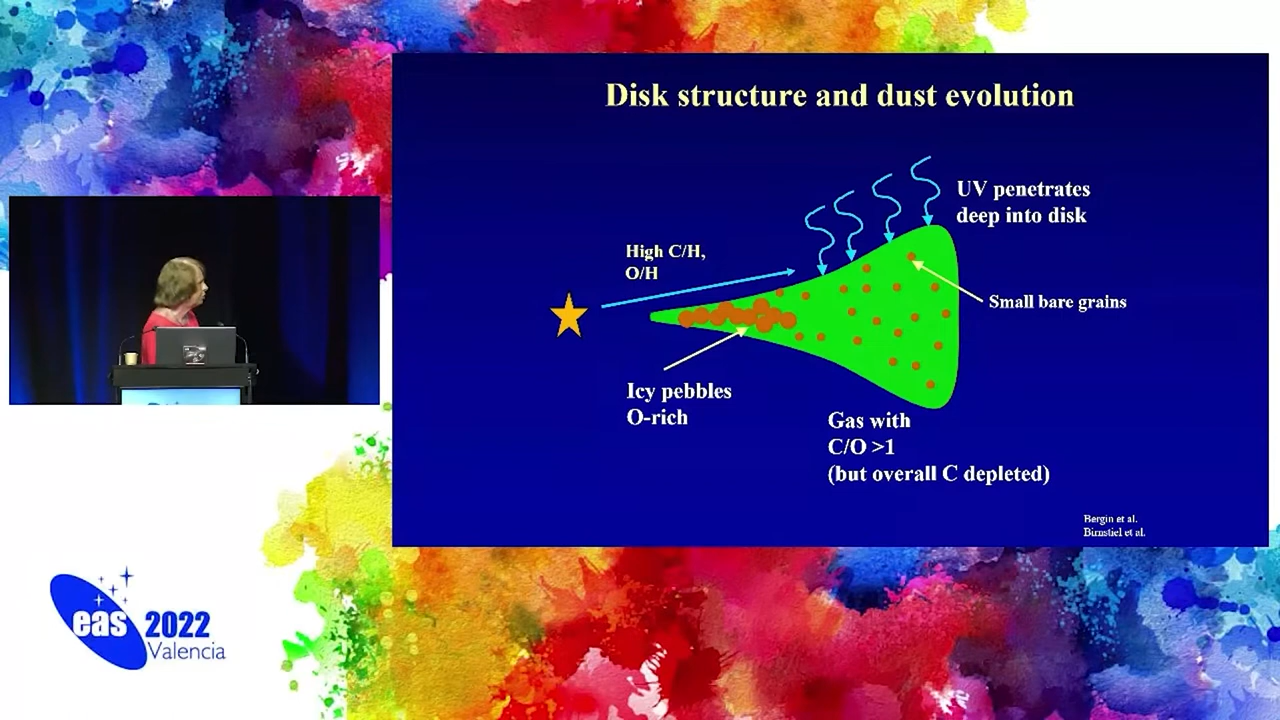 Disk structure and dust evolution
UV penetrates
deep into disk
High C/H,
O/H
Small bare grains
Icy pebbles
O-rich
Gas with
C/O >1
(but overall C depleted)
Bergin et al.
Birnstiel et al.
eas 2022
Valencia